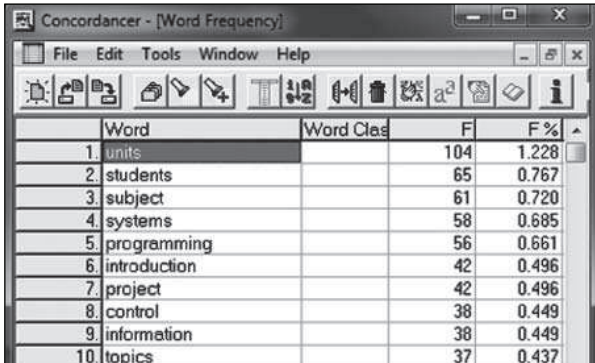 Concordancer - [Word Frequency]
File Edit Tools Window Help
Word Word Clas F F %
1. units 104 1.228
2. students 65 0.767
3. subject 61 0.720
4. systems 58 0.685
5. programming 56 0.661
6. introduction 42 0.496
7. project 42 0.496
8. control 38 0.449
9. information 38 0.449
10. topics 37 0.437